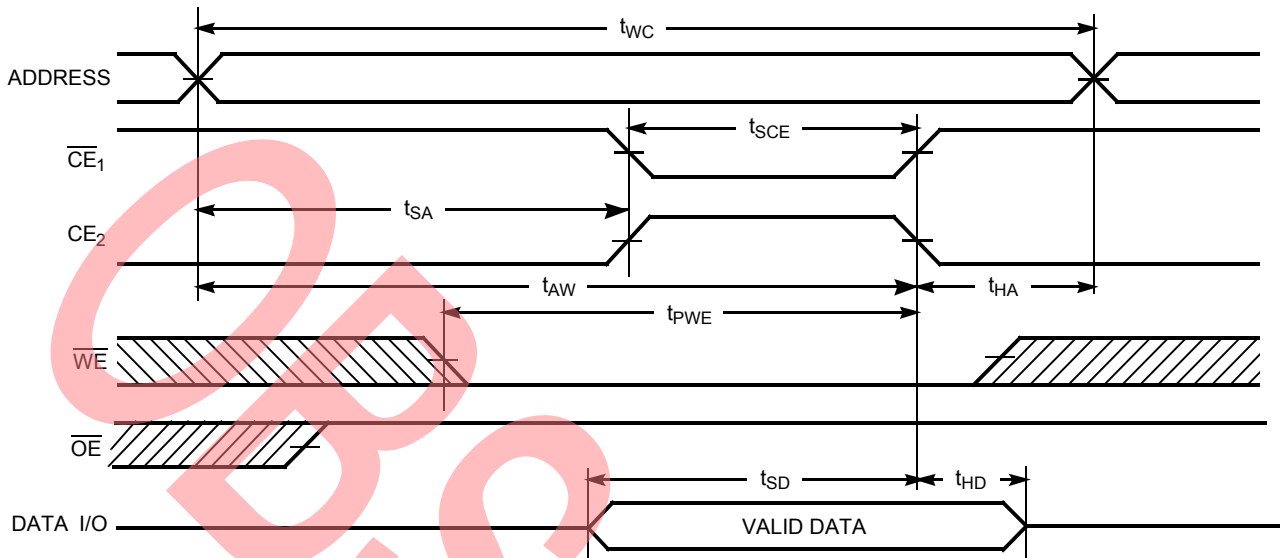 tWC
ADDRESS
tSCE
CE1
tSA
CE2
tAW
tHA
tPWE
WE
OE
tSD
tHD
DATA I/O
VALID DATA